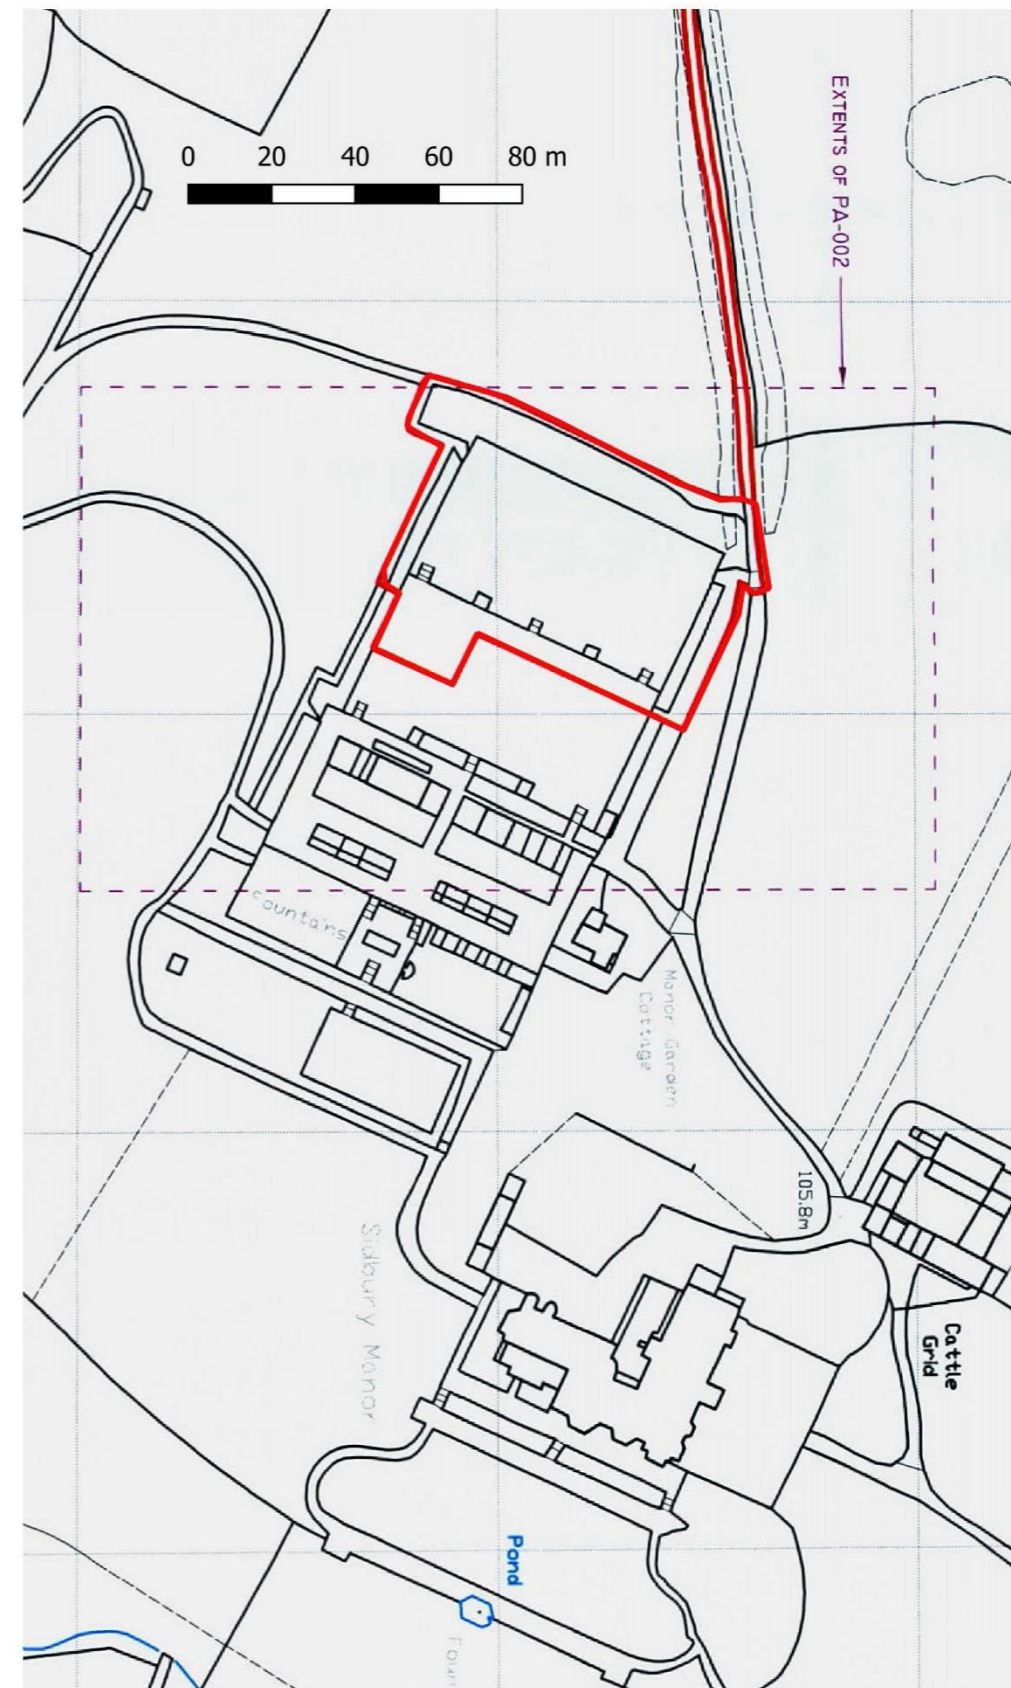 0 20 40 60 80 m
EXTENTS OF PA-002
Manor Garden
Cottage
105.8m
Sidbury Manor
Cattle
Grid
Pond